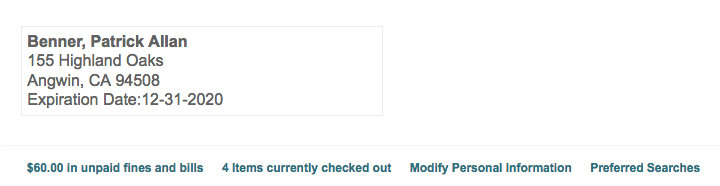 Benner, Patrick Allan
155 Highland Oaks
Angwin, CA 94508
Expiration Date:12-31-2020
$60.00 in unpaid fines and bills 4 Items currently checked out Modify Personal Information Preferred Searches